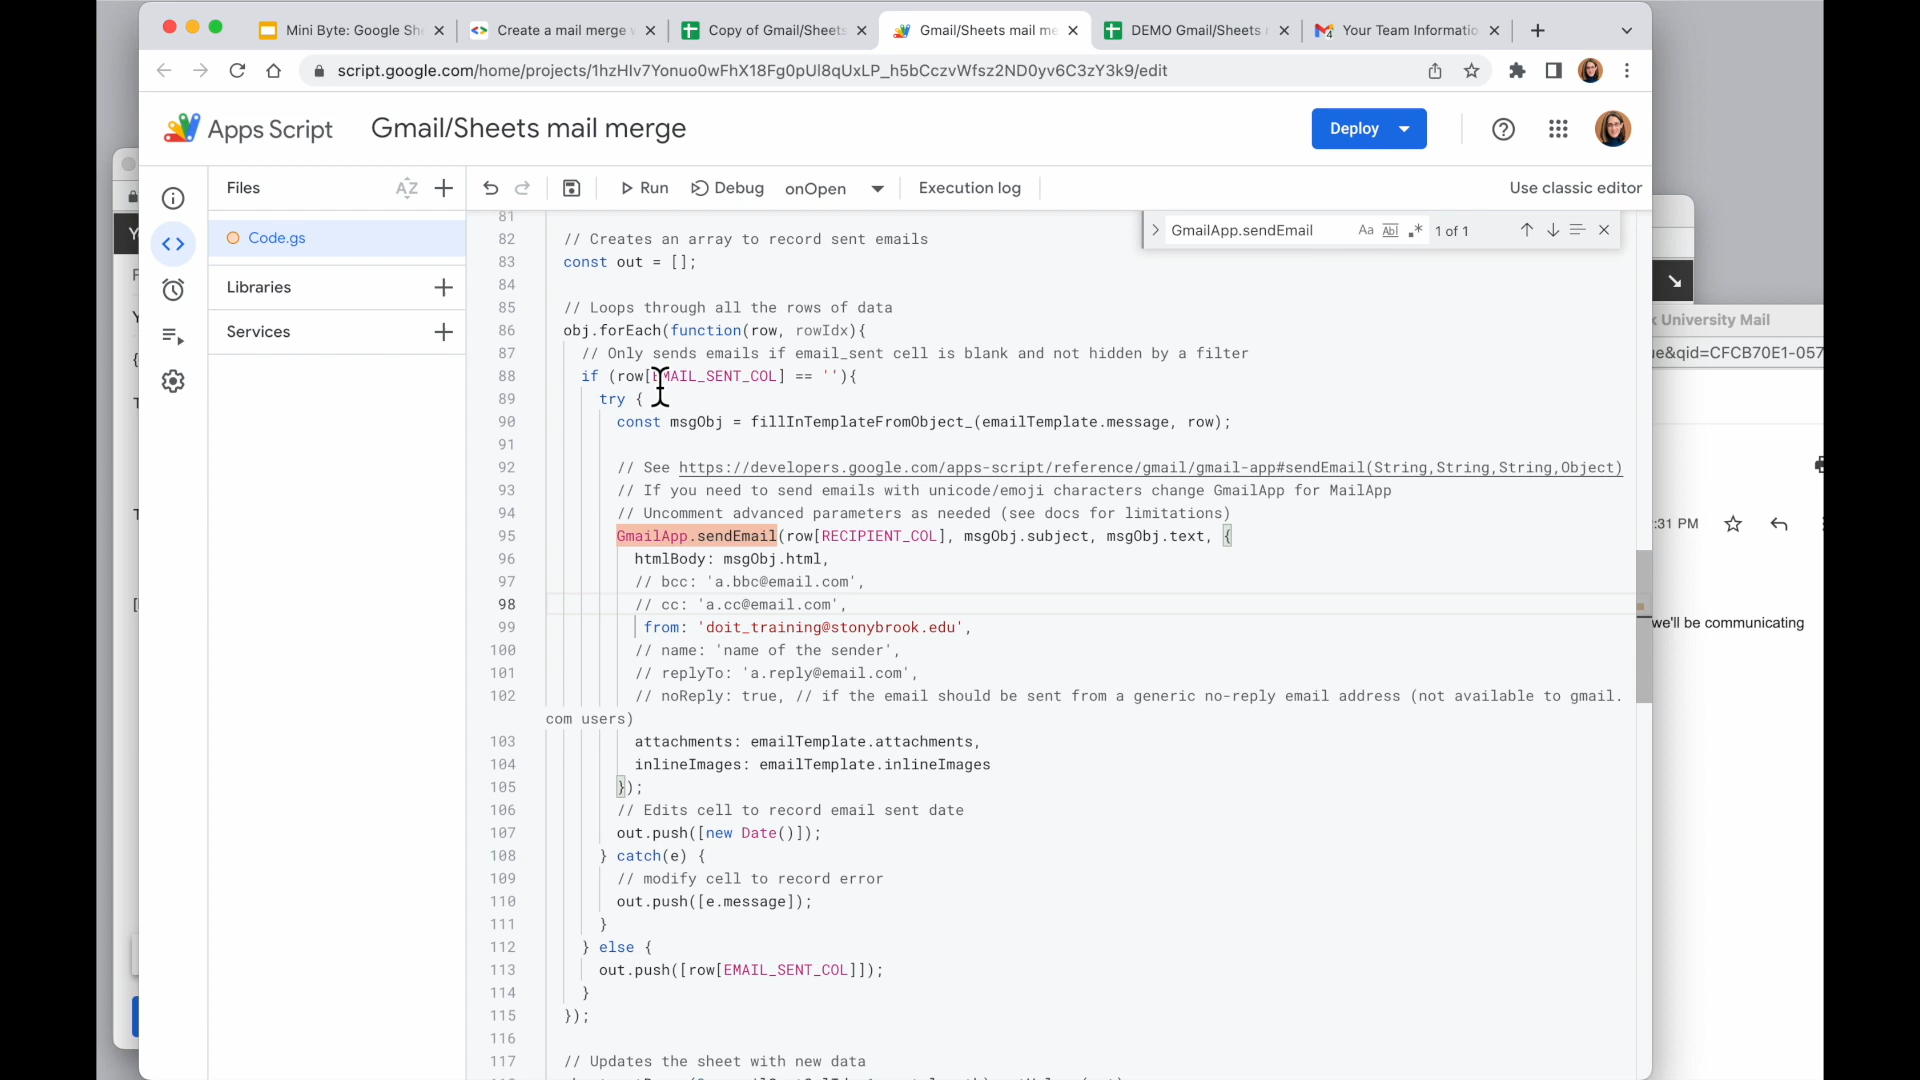 Mini Byte: Google Sh
Create a mail merge
Copy of Gmail/Sheets
Gmail/Sheets mail me
DEMO Gmail/Sheets
Your Team Informatio
script.google.com/home/projects/1hzHIv7Yonuo0wFhX18Fg0pUl8qUxLP_h5bCczvWfsz2ND0yv6C3zY3k9/edit
Apps Script
Gmail/Sheets mail merge
Deploy
Files
AZ
Run
Debug
onOpen
Execution log
Use classic editor
Code.gs
Libraries
Services
GmailApp.sendEmail
Aa
Abl
.*
1 of 1
81
82 // Creates an array to record sent emails
83 const out = [];
84
85 // Loops through all the rows of data
86 obj.forEach(function(row, rowIdx){
87 // Only sends emails if email_sent cell is blank and not hidden by a filter
88 if (row[EMAIL_SENT_COL] == ''){
89 try {
90 const msgObj = fillInTemplateFromObject_(emailTemplate.message, row);
91
92 // See https://developers.google.com/apps-script/reference/gmail/gmail-app#sendEmail(String,String,String,Object)
93 // If you need to send emails with unicode/emoji characters change GmailApp for MailApp
94 // Uncomment advanced parameters as needed (see docs for limitations)
95 GmailApp.sendEmail(row[RECIPIENT_COL], msgObj.subject, msgObj.text, {
96 htmlBody: msgObj.html,
97 // bcc: 'a.bbc@email.com',
98 // cc: 'a.cc@email.com',
99 from: 'doit_training@stonybrook.edu',
100 // name: 'name of the sender',
101 // replyTo: 'a.reply@email.com',
102 // noReply: true, // if the email should be sent from a generic no-reply email address (not available to gmail.
com users)
103 attachments: emailTemplate.attachments,
104 inlineImages: emailTemplate.inlineImages
105 });
106 // Edits cell to record email sent date
107 out.push([new Date()]);
108 } catch(e) {
109 // modify cell to record error
110 out.push([e.message]);
111 }
112 } else {
113 out.push([row[EMAIL_SENT_COL]]);
114 }
115 });
116
117 // Updates the sheet with new data
k University Mail
ue&qid=CFCB70E1-057
:31 PM
we'll be communicating